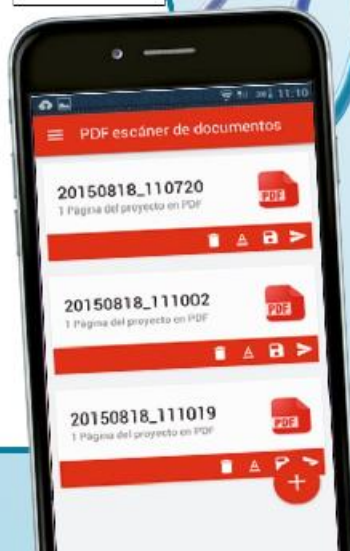 11:10
PDF escáner de documentos
20150818_110720
1 Página del proyecto en PDF
PDF
20150818_111002
1 Página del proyecto en PDF
PDF
20150818_111019
1 Página del proyecto en PDF
PDF